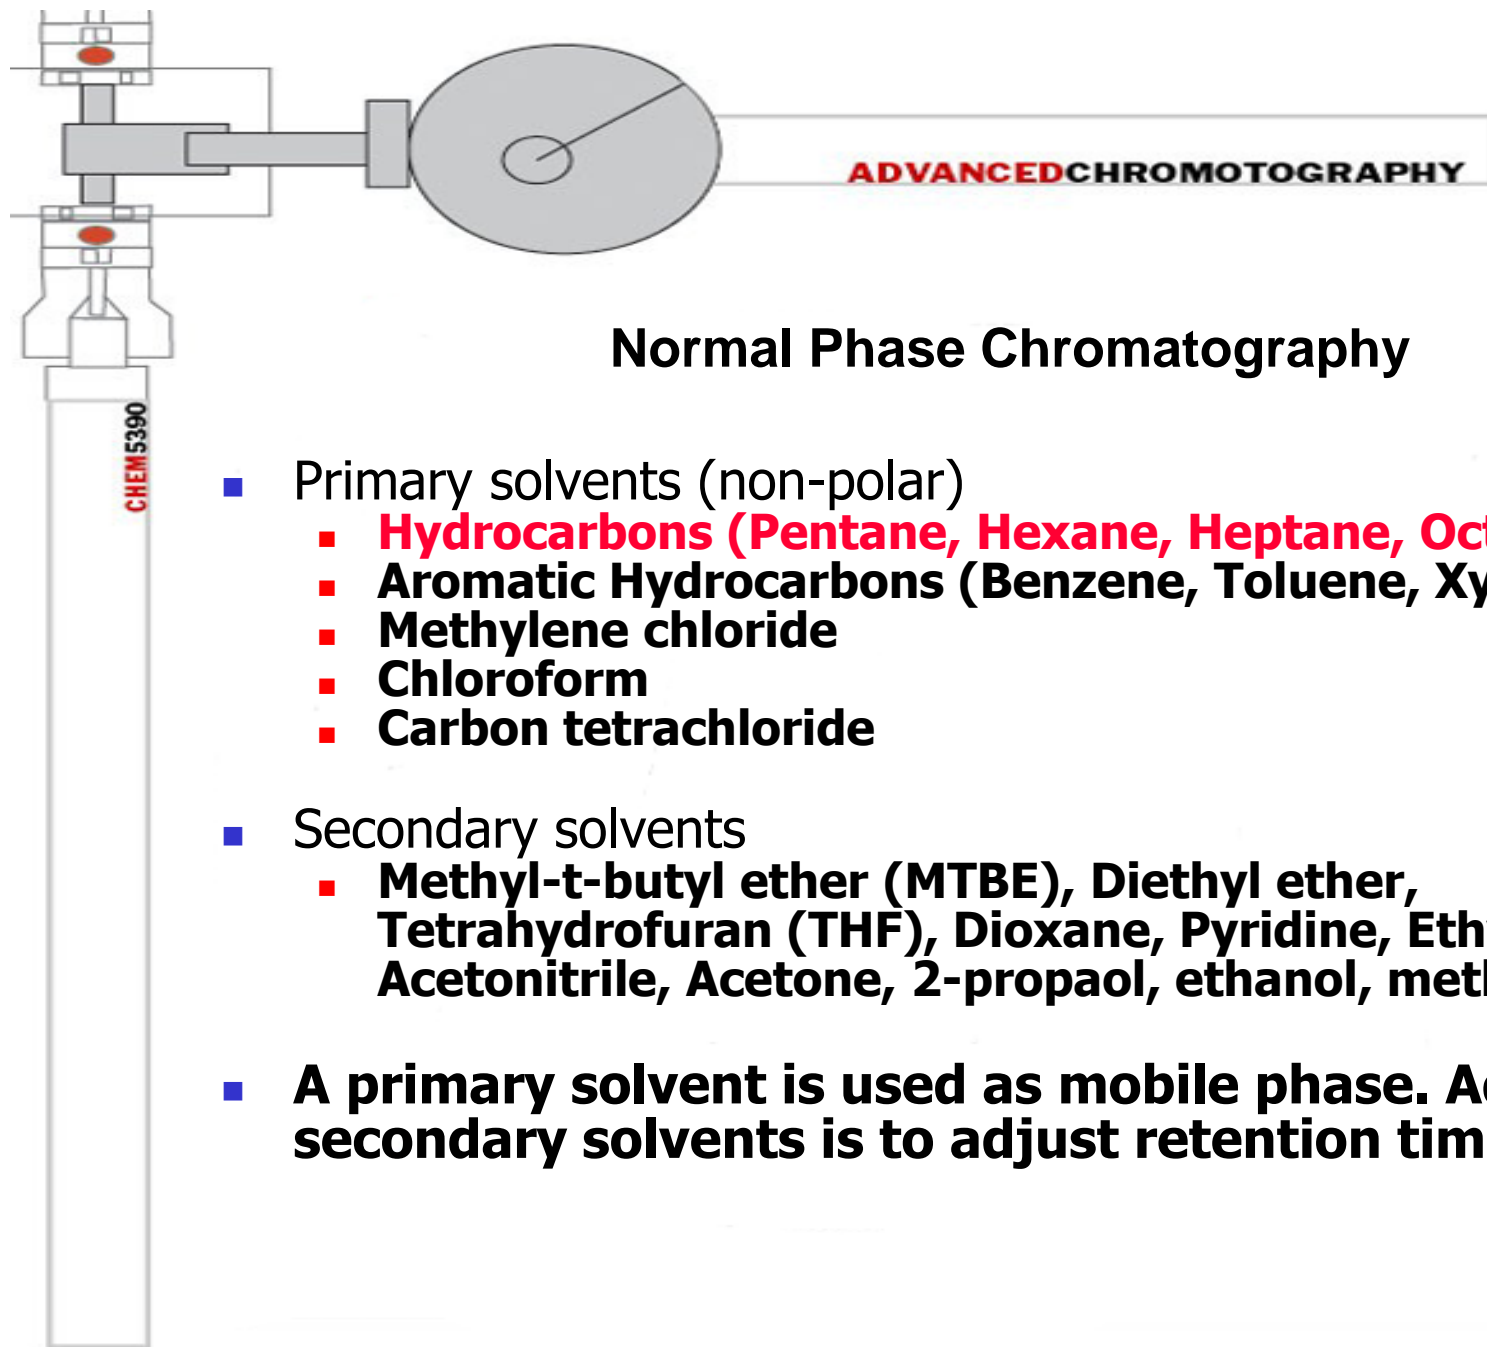 ADVANCEDCHROMOTOGRAPHY
Normal Phase Chromatography
CHEM5390
Primary solvents (non-polar)
Hydrocarbons (Pentane, Hexane, Heptane,
Aromatic Hydrocarbons (Benzene, Toluene,
Methylene chloride
Chloroform
Carbon tetrachloride
Secondary solvents
Methyl-t-butyl ether (MTBE), Diethyl ether,
Tetrahydrofuran (THF), Dioxane, Pyridine,
Acetonitrile, Acetone, 2-propaol, ethanol,
A primary solvent is used as mobile phase.
secondary solvents is to adjust retention